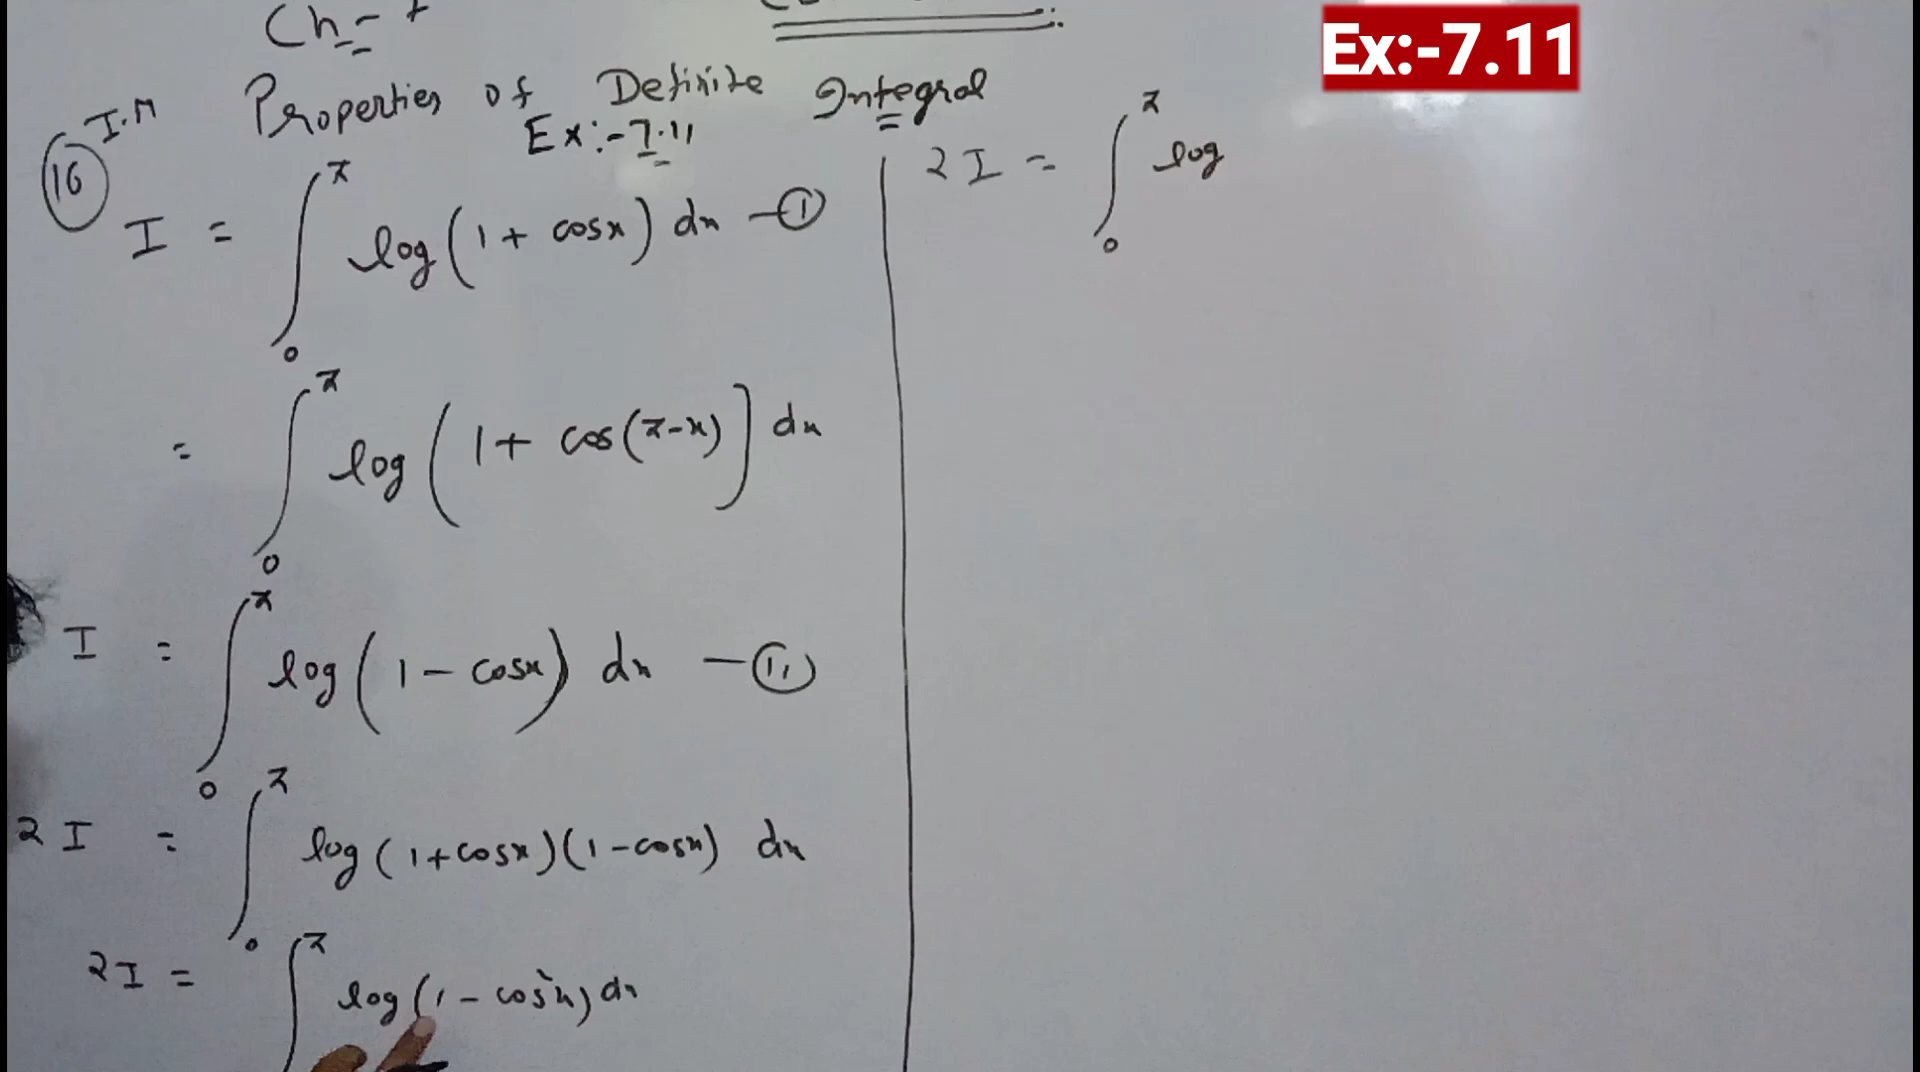 Ch-7
Ex:-7.11
I.M Properties of Definite Integral
Ex:-7.11
16
I = ∫₀^π log(1 + cosx) dx -①
= ∫₀^π log(1 + cos(π-x)] dx
I = ∫₀^π log(1 - cosx) dx -⑪
2I = ∫₀^π log(1+cosx)(1-cosx) dx
2I = ∫^π log(1 - cos²x) dx
2I = ∫₀^π log